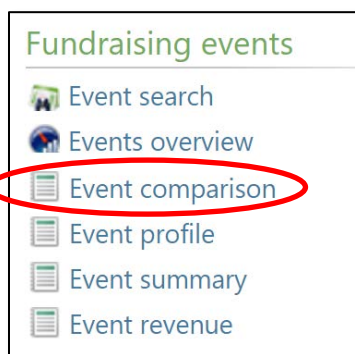 Fundraising events
Event search
Events overview
Event comparison
Event profile
Event summary
Event revenue